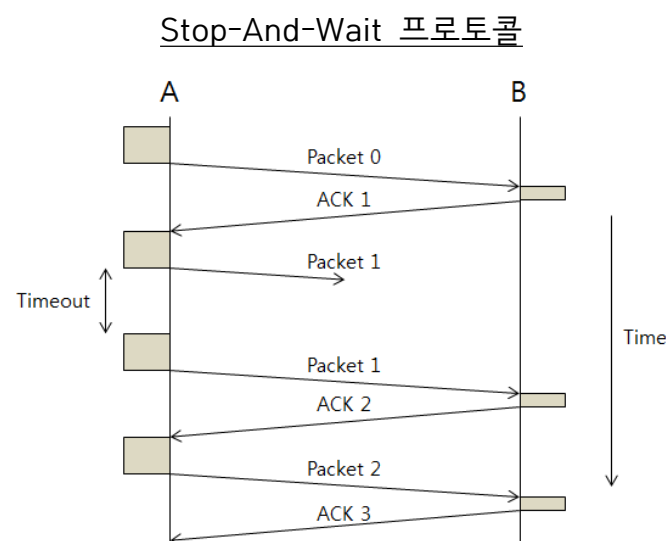 Stop-And-Wait 프로토콜
A B
Packet 0
ACK 1
Packet 1
Timeout
Time
Packet 1
ACK 2
Packet 2
ACK 3